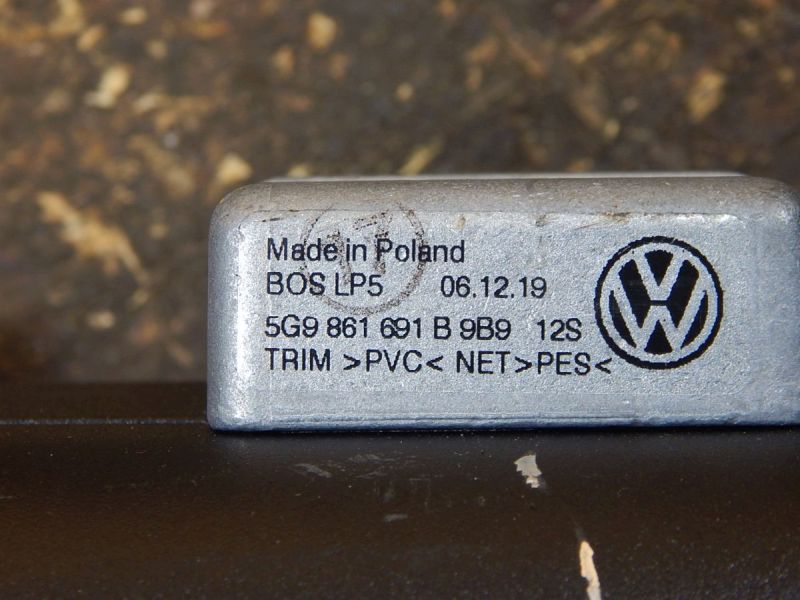 Made in Poland
BOS LP5 06.12.19
5G9 861 691 B 9B9 12S
TRIM >PVC< NET>PES<